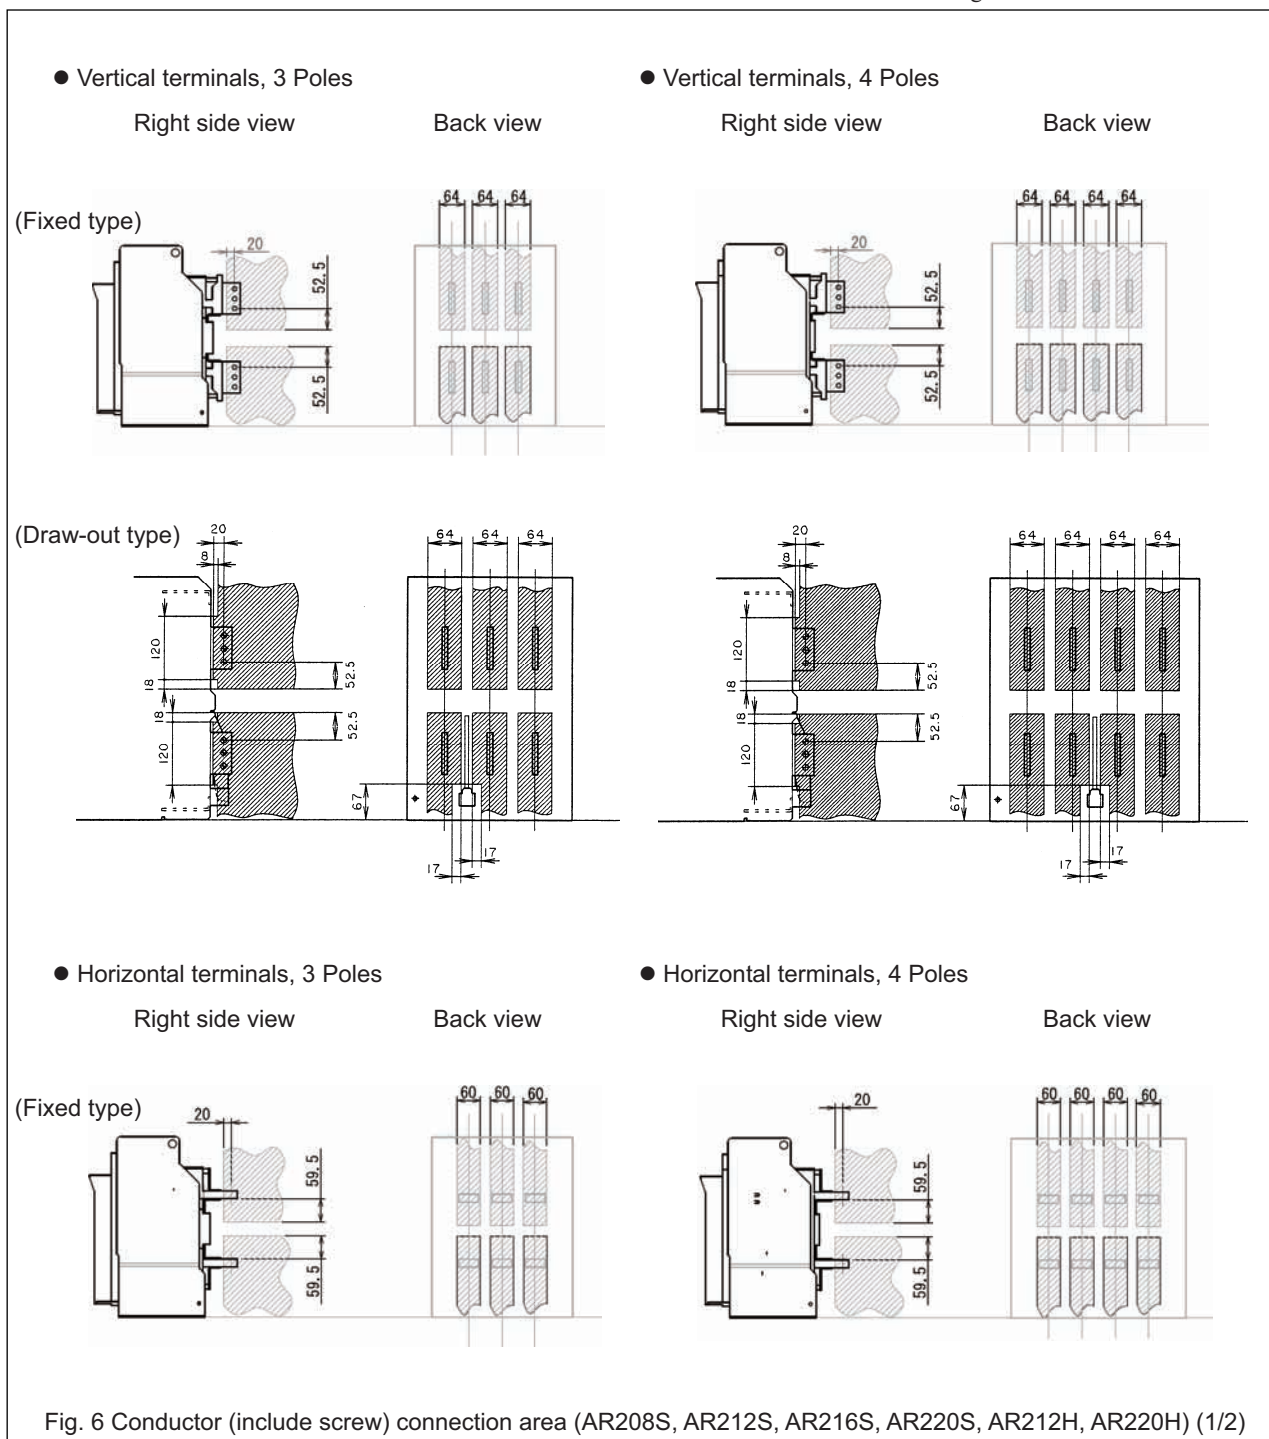 ● Vertical terminals, 3 Poles
● Vertical terminals, 4 Poles
Right side view
Back view
Right side view
Back view
(Fixed type)
20
52.5
52.5
64 64 64
20
52.5
52.5
64 64 64 64
(Draw-out type)
20
8
120
18
18
120
52.5
52.5
64 64 64
67
17
17
20
8
120
18
18
120
52.5
52.5
64 64 64 64
67
17
17
● Horizontal terminals, 3 Poles
● Horizontal terminals, 4 Poles
Right side view
Back view
Right side view
Back view
(Fixed type)
20
59.5
59.5
60 60 60
20
59.5
59.5
60 60 60 60
Fig. 6 Conductor (include screw) connection area (AR208S, AR212S, AR216S, AR220S, AR212H, AR220H) (1/2)